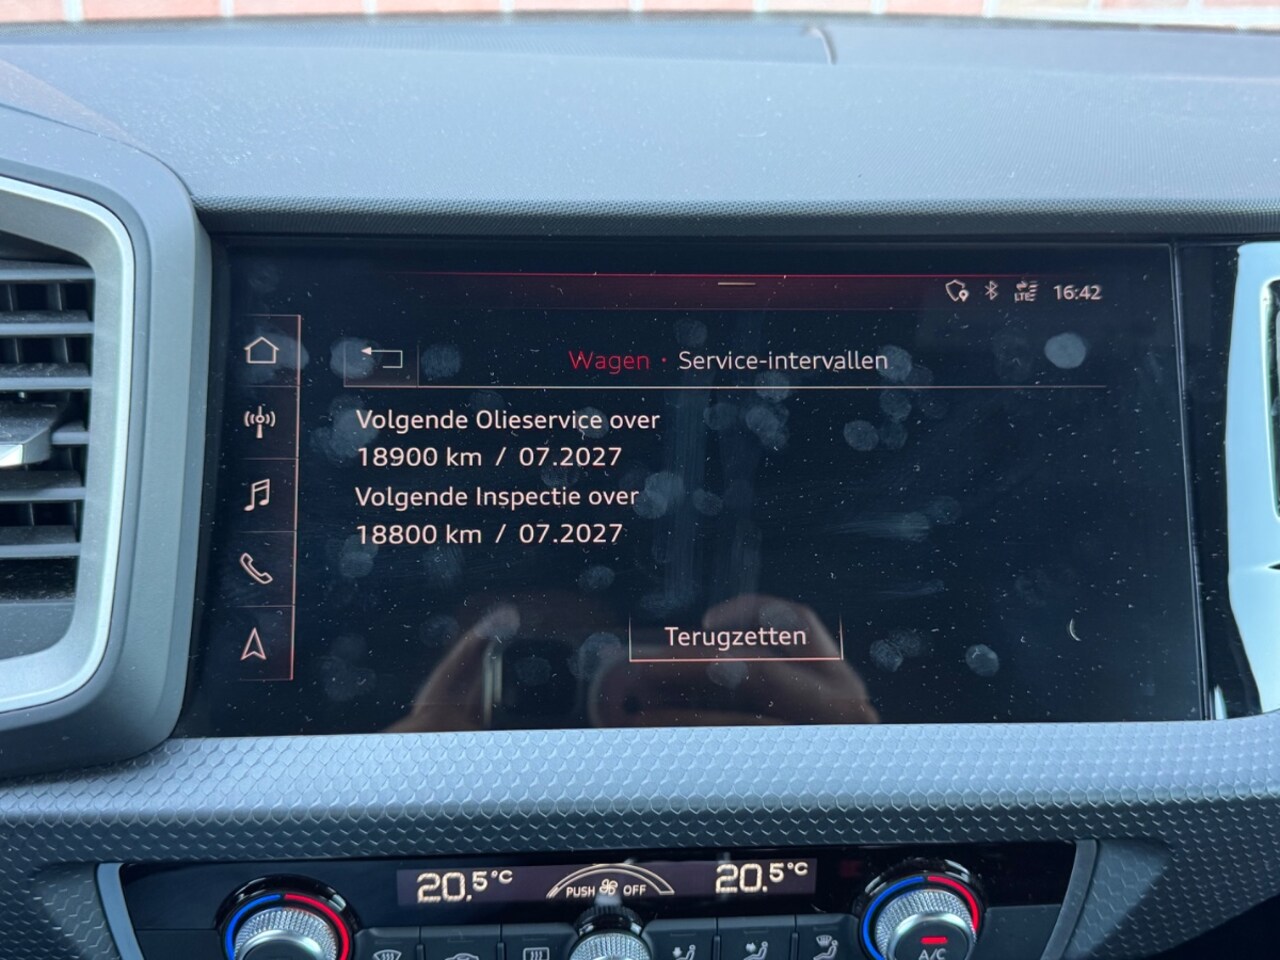 LTE 16:42
Wagen · Service-intervallen
Volgende Olieservice over
18900 km / 07.2027
Volgende Inspectie over
18800 km / 07.2027
Terugzetten
20.5°C PUSH OFF 20.5°C
A/C